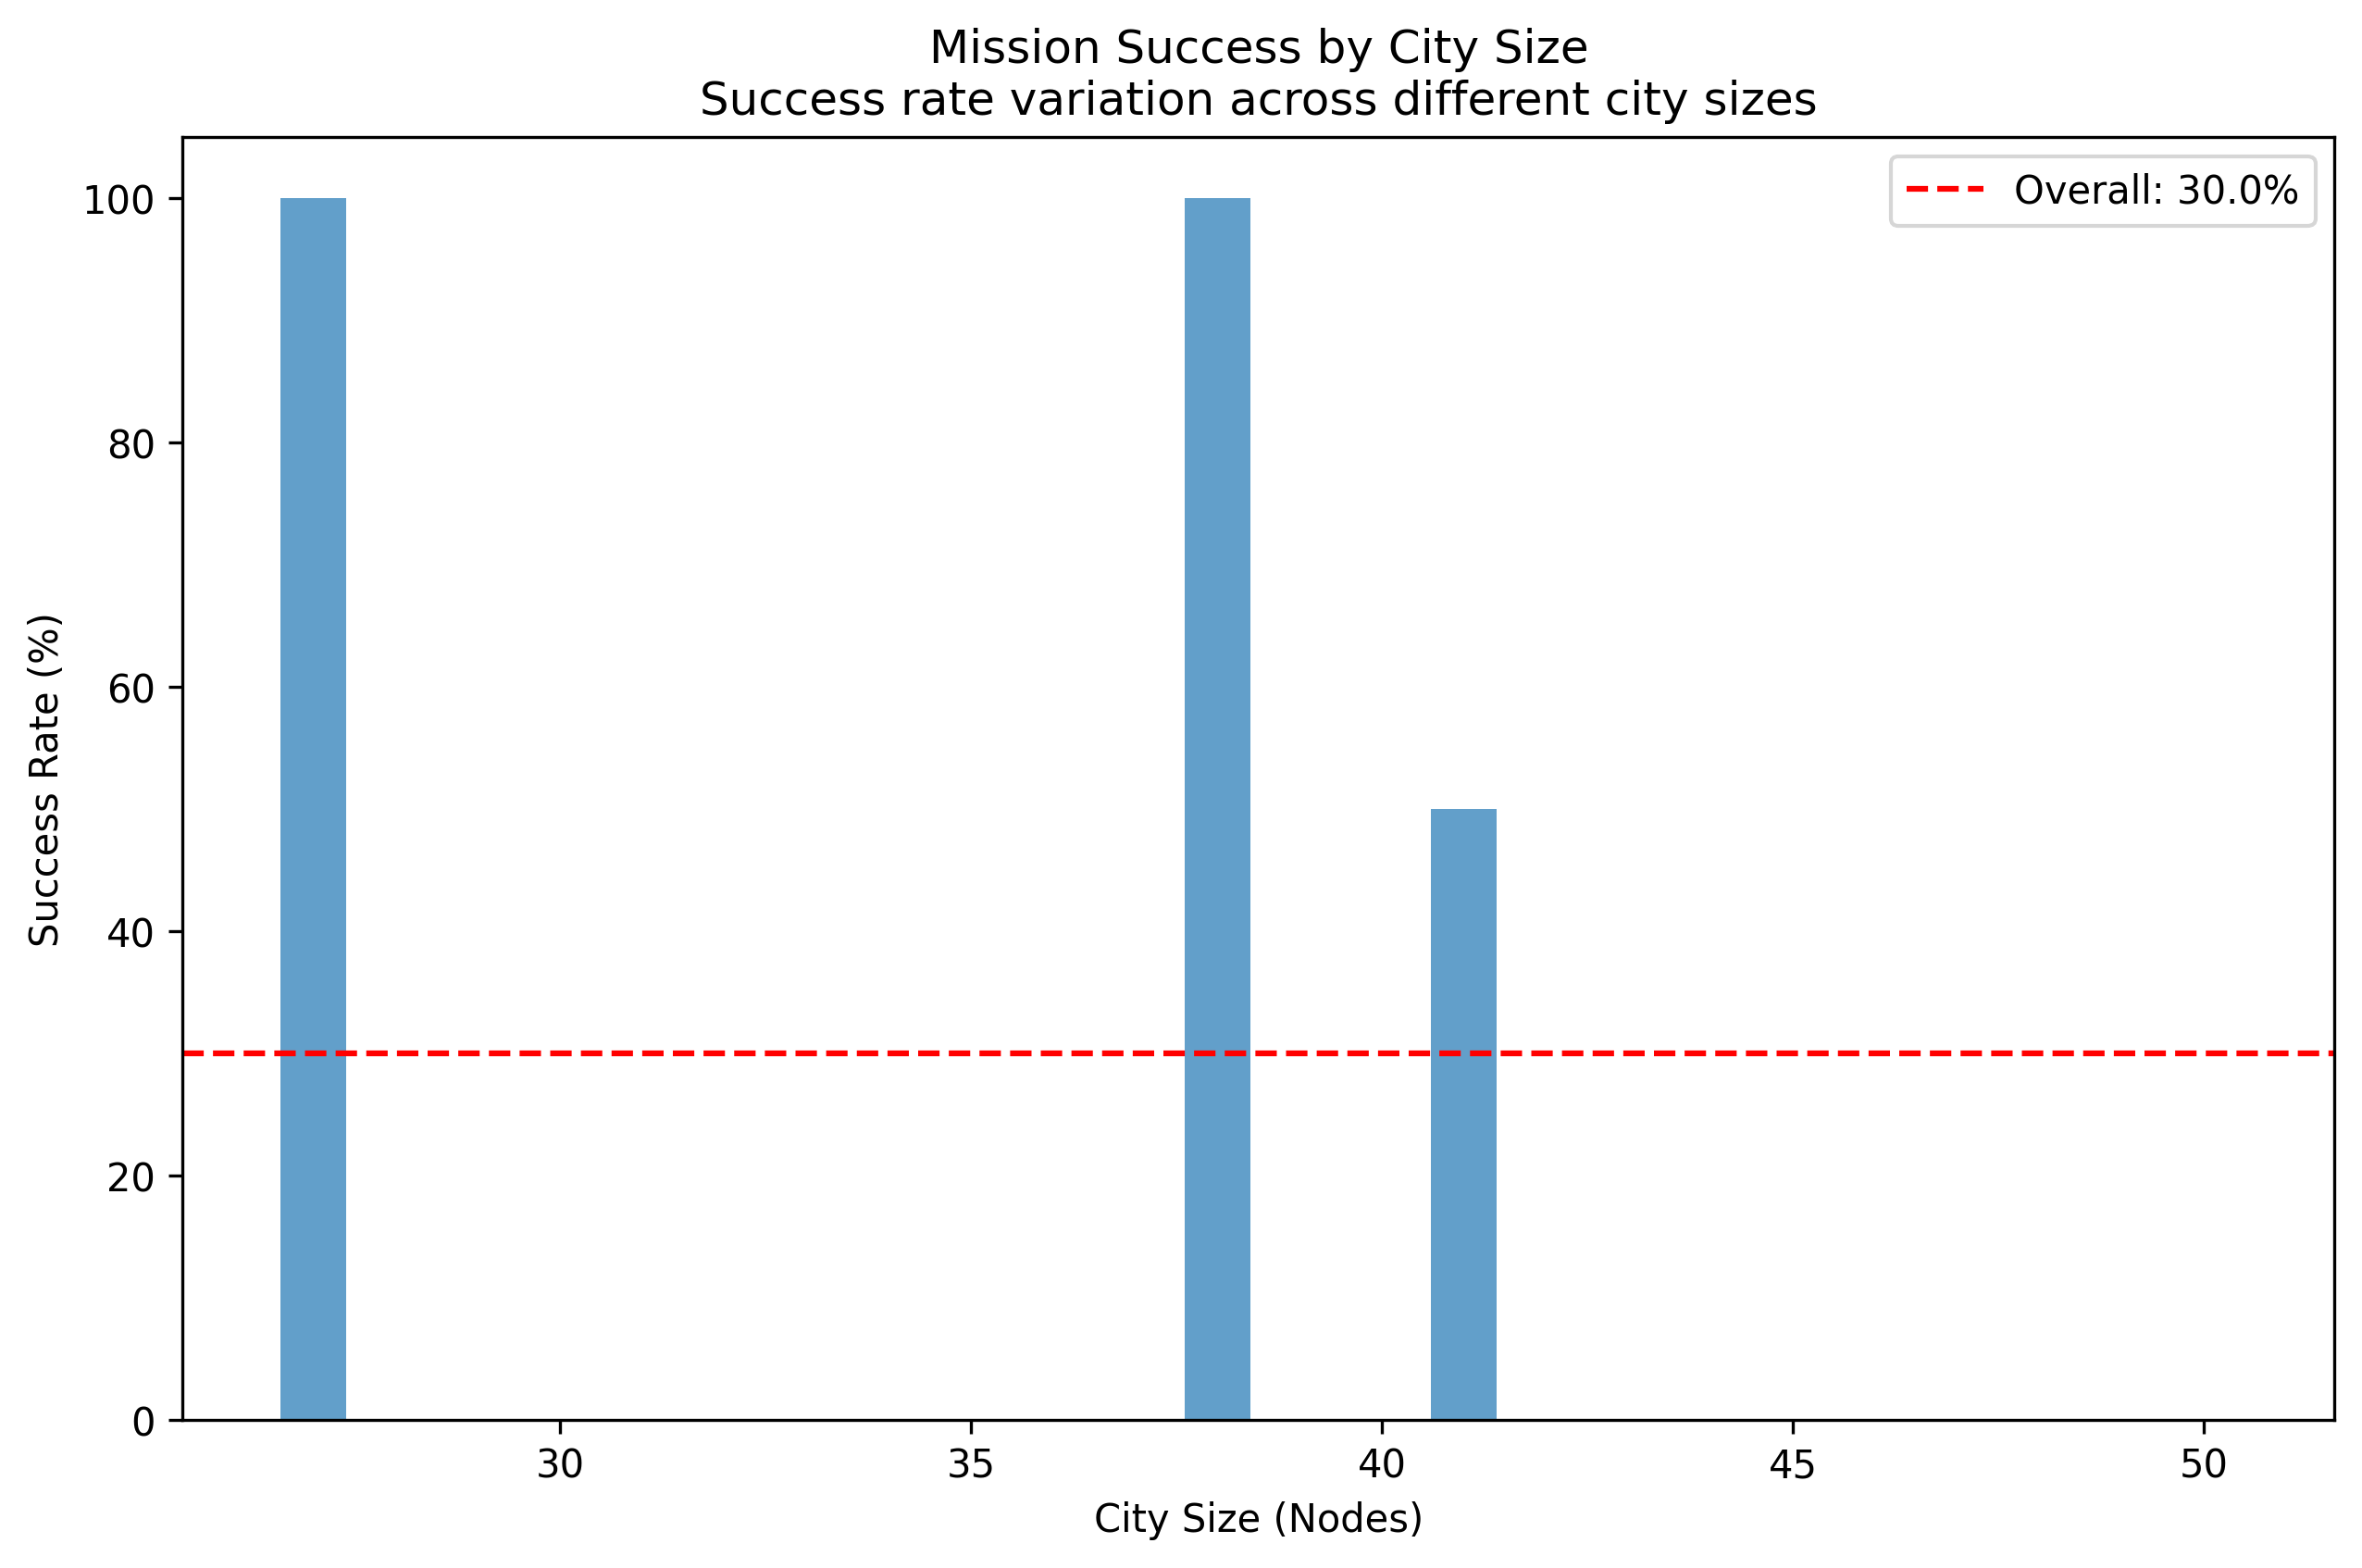 Mission Success by City Size
Success rate variation across different city sizes
Overall: 30.0%
Success Rate (%)
100
80
60
40
20
0
30 35 40 45 50
City Size (Nodes)